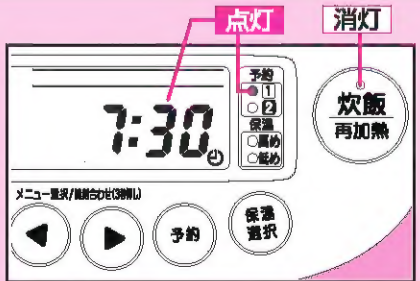 点灯
消灯
予約
1
2
保温
高め
低め
7:30
炊飯
再加熱
メニュー選択/時刻合わせ(3秒押し)
予約
保温
選択